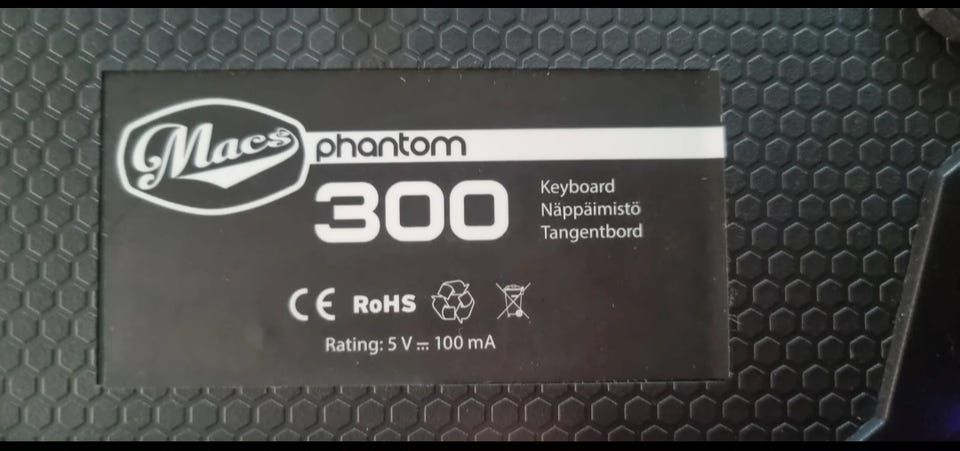 Macs phantom
300
Keyboard
Näppäimistö
Tangentbord
CE RoHS
Rating: 5 V ⎓ 100 mA